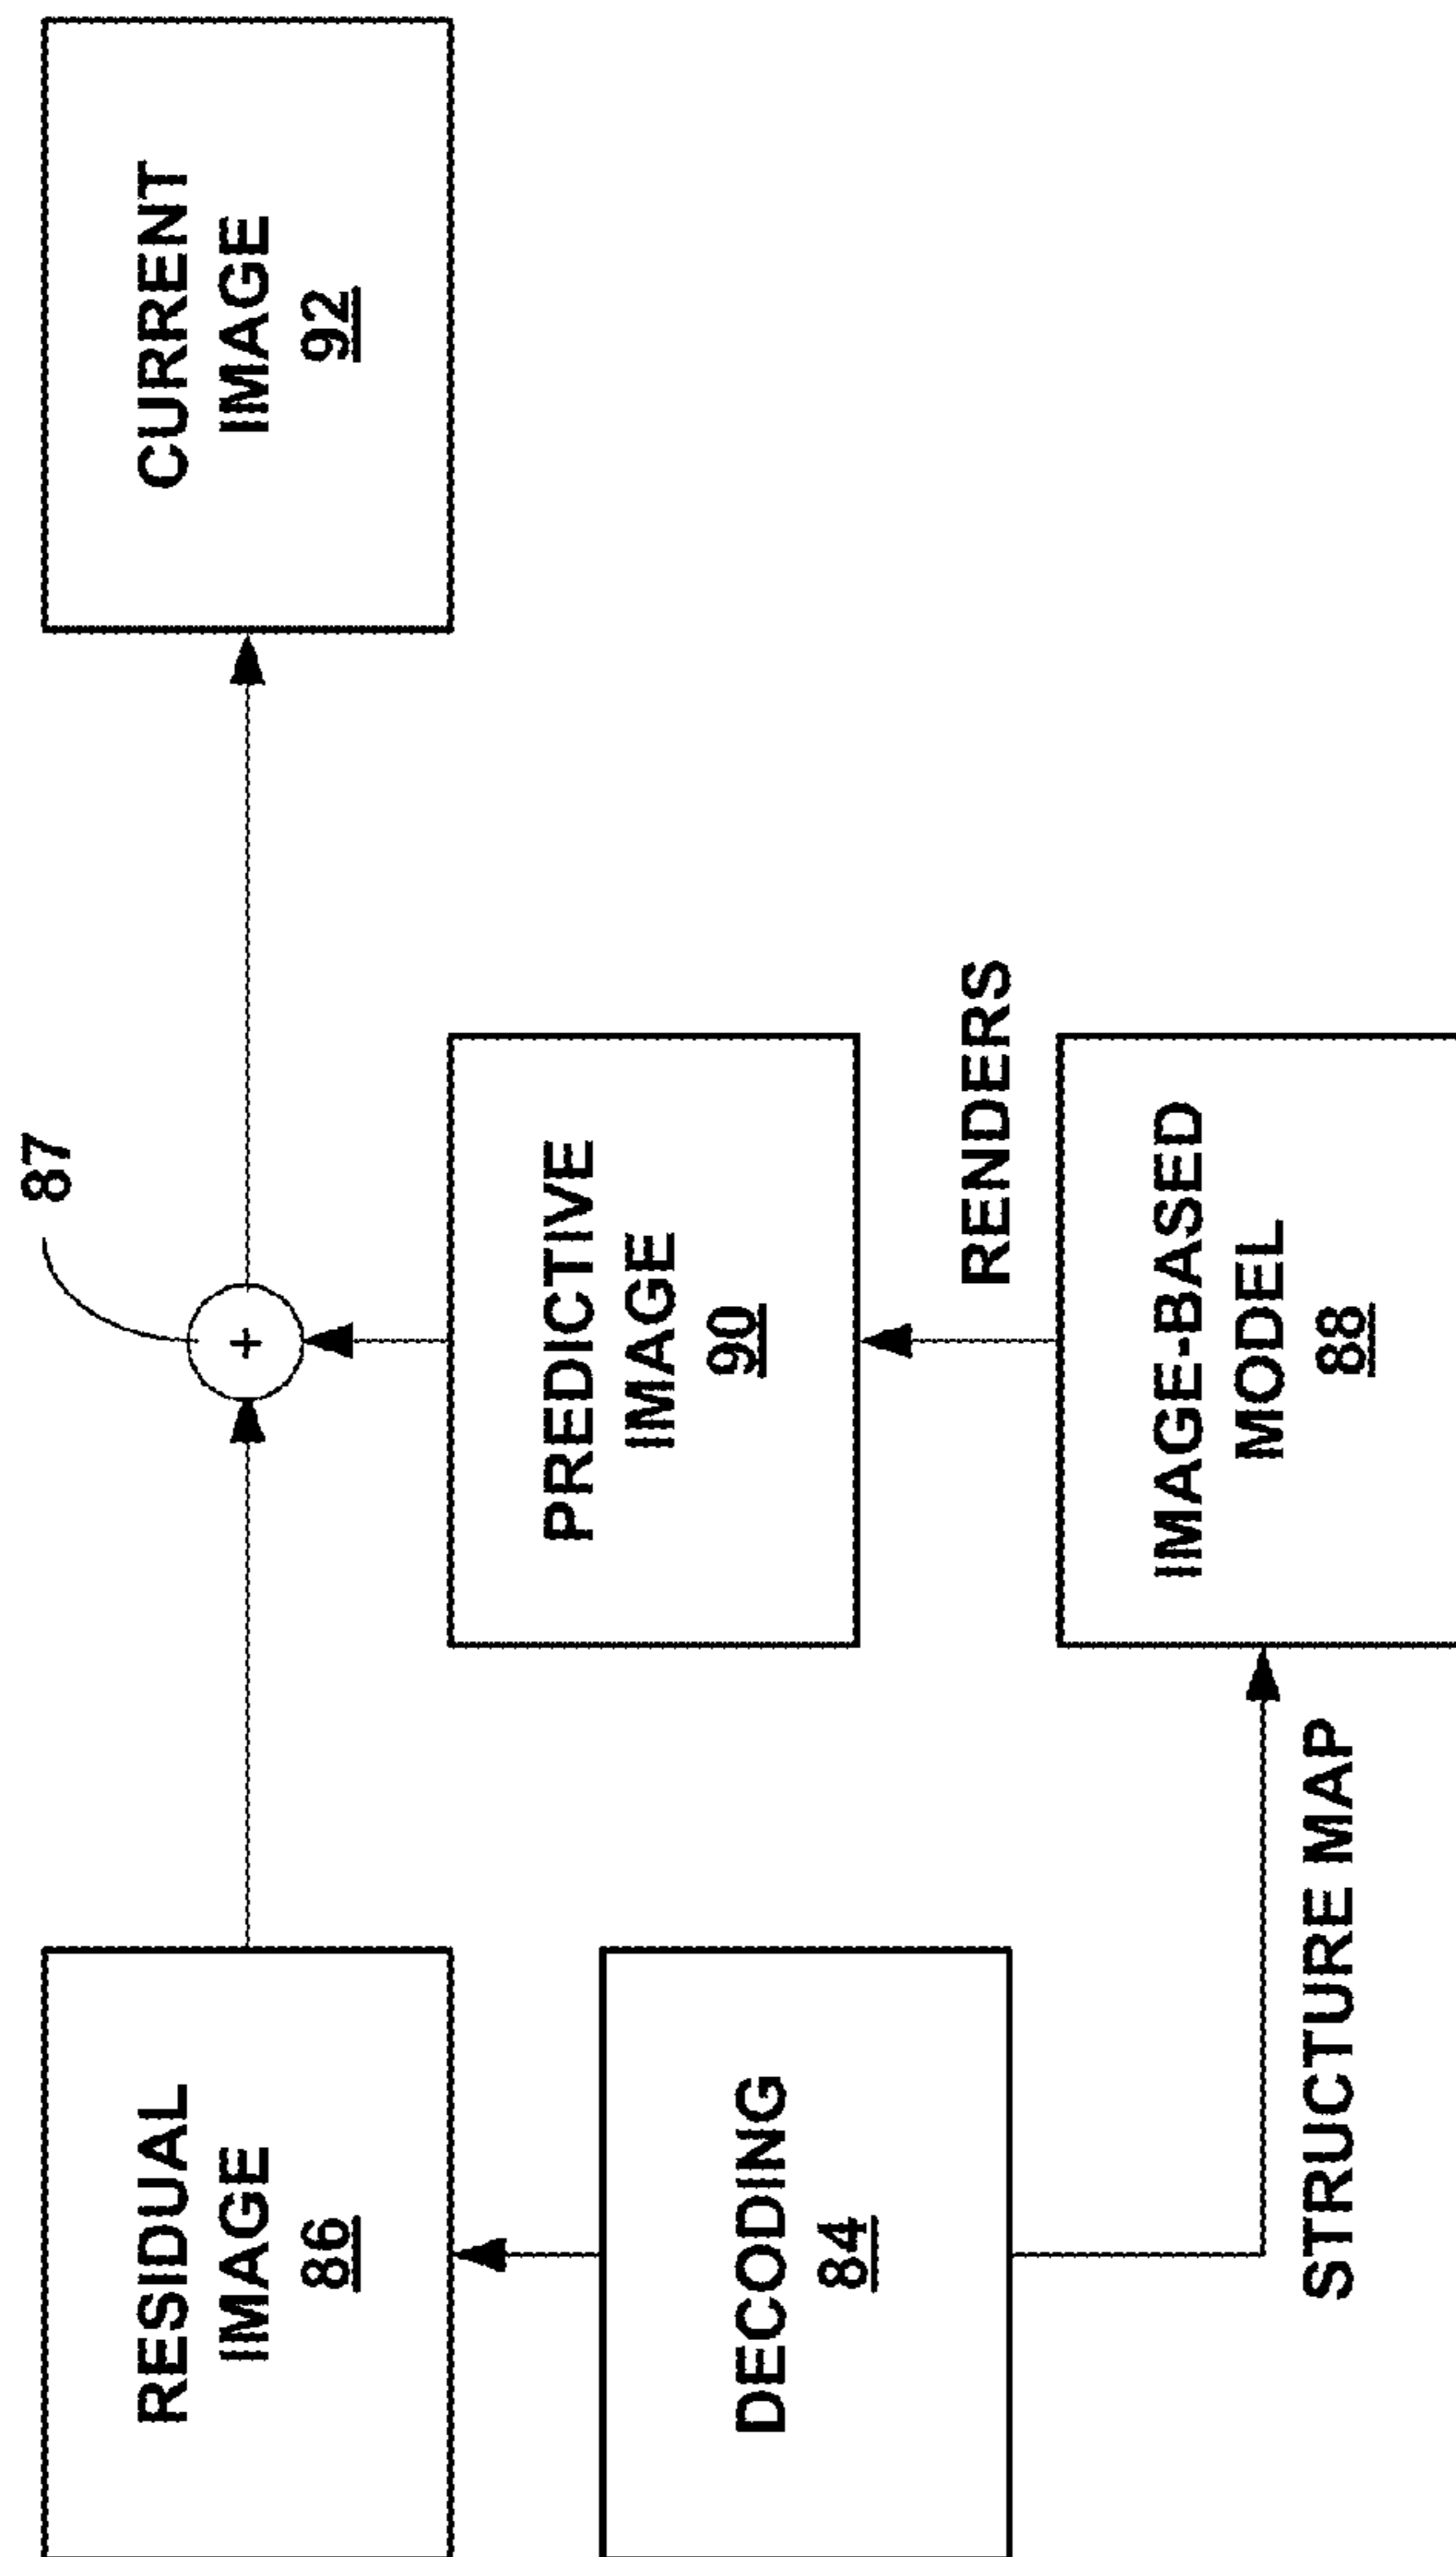 RESIDUAL
IMAGE
86
87
CURRENT
IMAGE
92
DECODING
84
PREDICTIVE
IMAGE
90
RENDERS
STRUCTURE MAP
IMAGE-BASED
MODEL
88
+